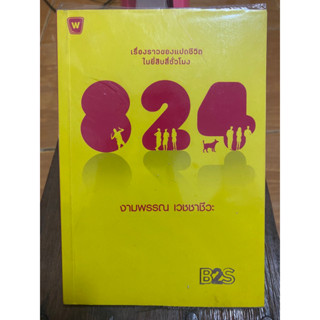 W
เรื่องราวของแปดชีวิต
ในยี่สิบสี่ชั่วโมง
824
งามพรรณ เวชชาชีวะ
B2S